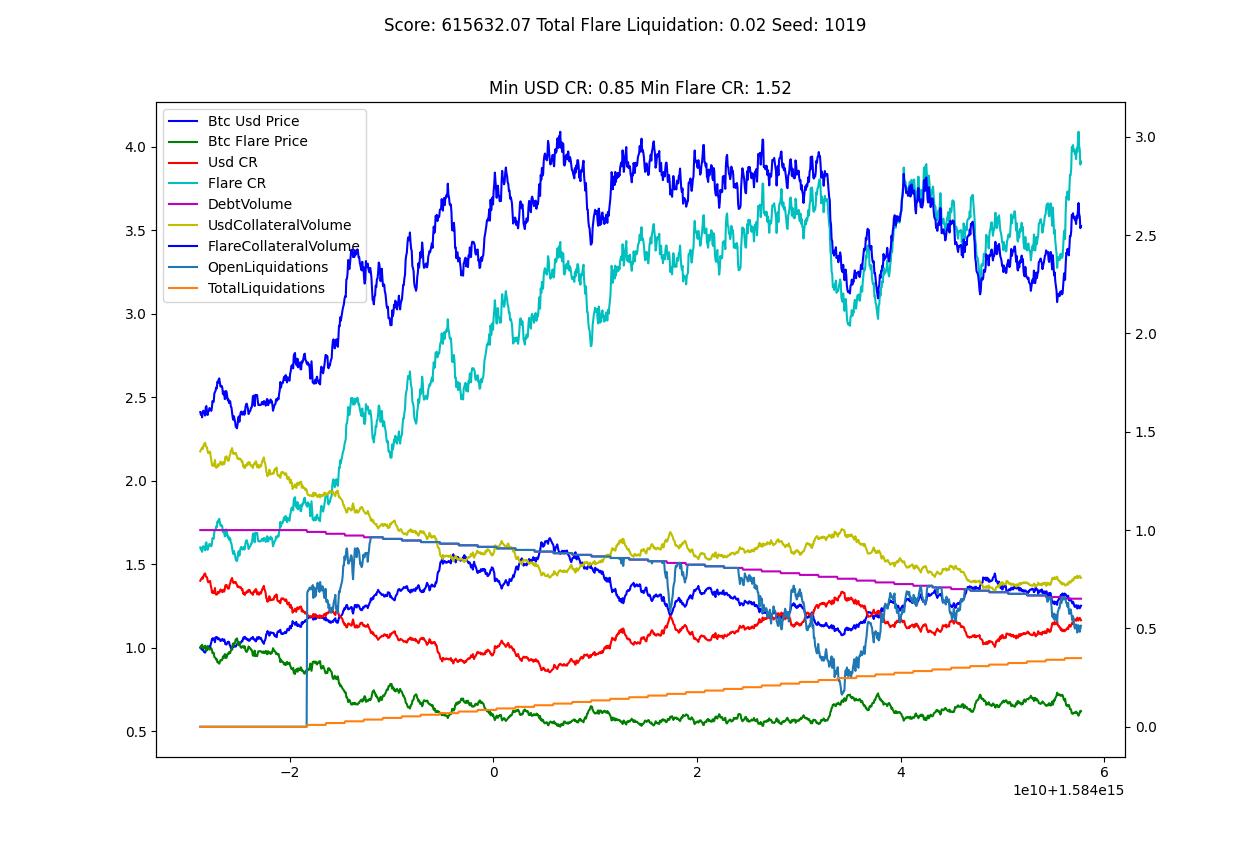 Score: 615632.07 Total Flare Liquidation: 0.02 Seed: 1019
Min USD CR: 0.85 Min Flare CR: 1.52
Btc Usd Price
Btc Flare Price
Usd CR
Flare CR
DebtVolume
UsdCollateralVolume
FlareCollateralVolume
OpenLiquidations
TotalLiquidations
4.0
3.5
3.0
2.5
2.0
1.5
1.0
0.5
3.0
2.5
2.0
1.5
1.0
0.5
0.0
−2 0 2 4 6
1e10+1.584e15